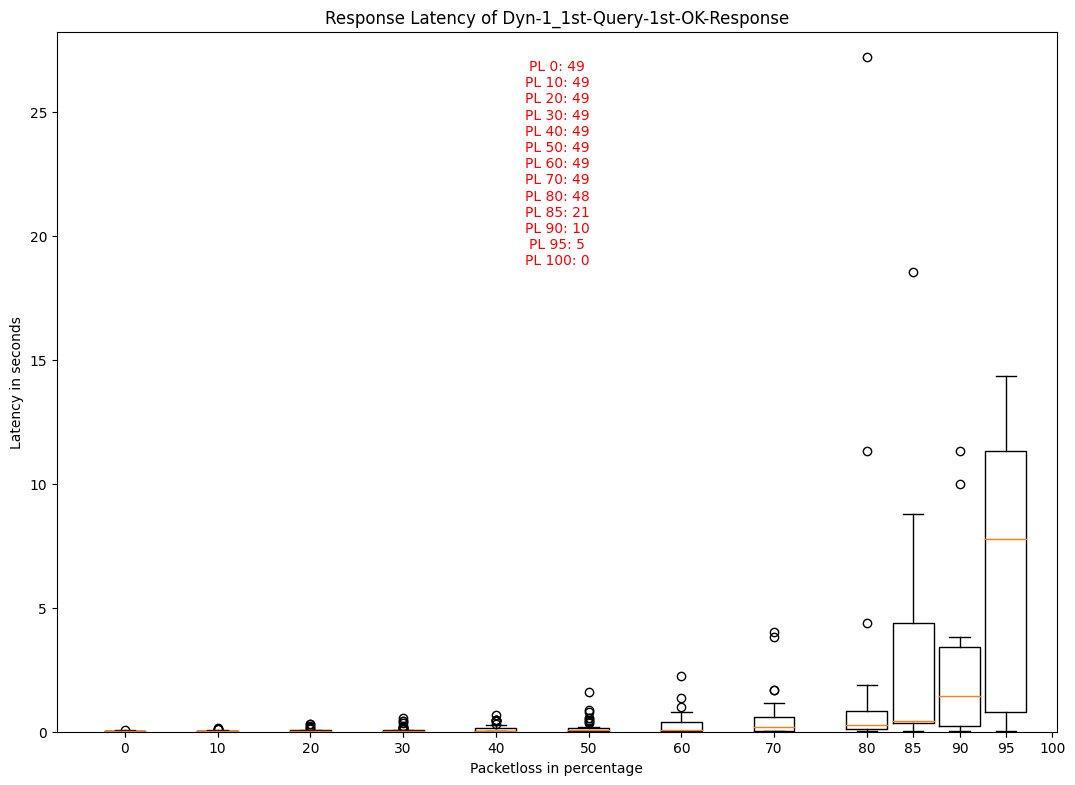 Response Latency of Dyn-1_1st-Query-1st-OK-Response
PL 0: 49
PL 10: 49
PL 20: 49
PL 30: 49
PL 40: 49
PL 50: 49
PL 60: 49
PL 70: 49
PL 80: 48
PL 85: 21
PL 90: 10
PL 95: 5
PL 100: 0
Latency in seconds
25
20
15
10
5
0
0 10 20 30 40 50 60 70 80 85 90 95 100
Packetloss in percentage